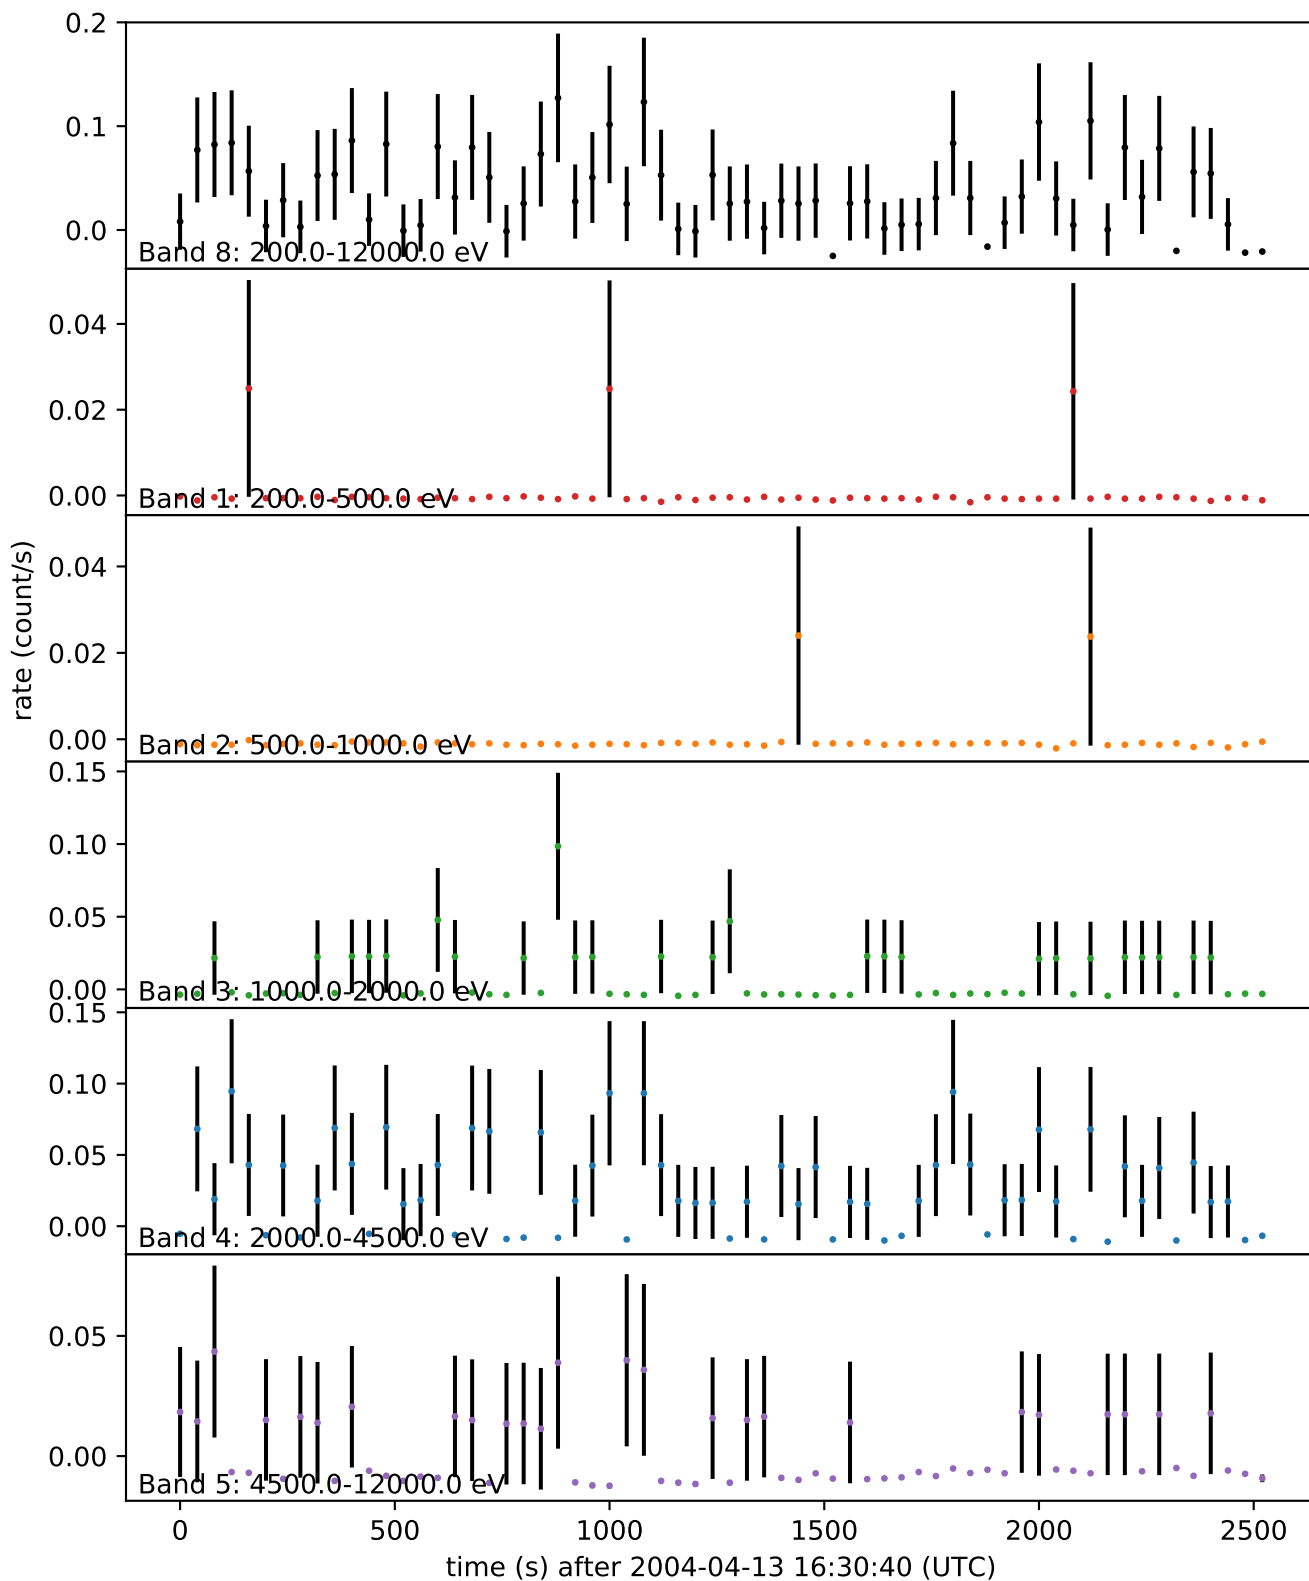 0.2
0.1
0.0
Band 8: 200.0-12000.0 eV
0.04
0.02
0.00
Band 1: 200.0-500.0 eV
0.04
0.02
0.00
Band 2: 500.0-1000.0 eV
rate (count/s)
0.15
0.10
0.05
0.00
Band 3: 1000.0-2000.0 eV
0.15
0.10
0.05
0.00
Band 4: 2000.0-4500.0 eV
0.05
0.00
Band 5: 4500.0-12000.0 eV
0 500 1000 1500 2000 2500
time (s) after 2004-04-13 16:30:40 (UTC)